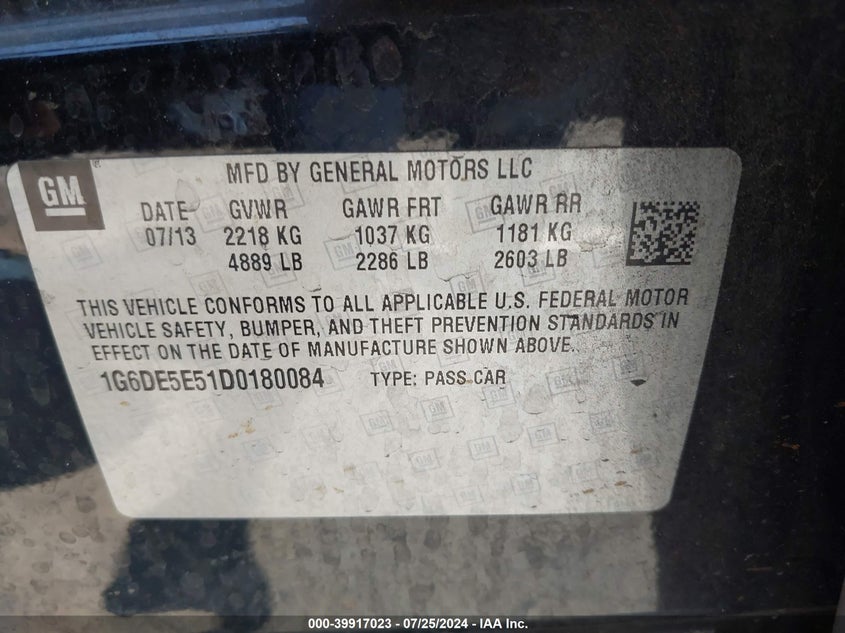 GM
MFD BY GENERAL MOTORS LLC
DATE GVWR GAWR FRT GAWR RR
07/13 2218 KG 1037 KG 1181 KG
4889 LB 2286 LB 2603 LB
THIS VEHICLE CONFORMS TO ALL APPLICABLE U.S. FEDERAL MOTOR
VEHICLE SAFETY, BUMPER, AND THEFT PREVENTION STANDARDS IN
EFFECT ON THE DATE OF MANUFACTURE SHOWN ABOVE.
1G6DE5E51D0180084 TYPE: PASS CAR
000-39917023 - 07/25/2024 - IAA Inc.